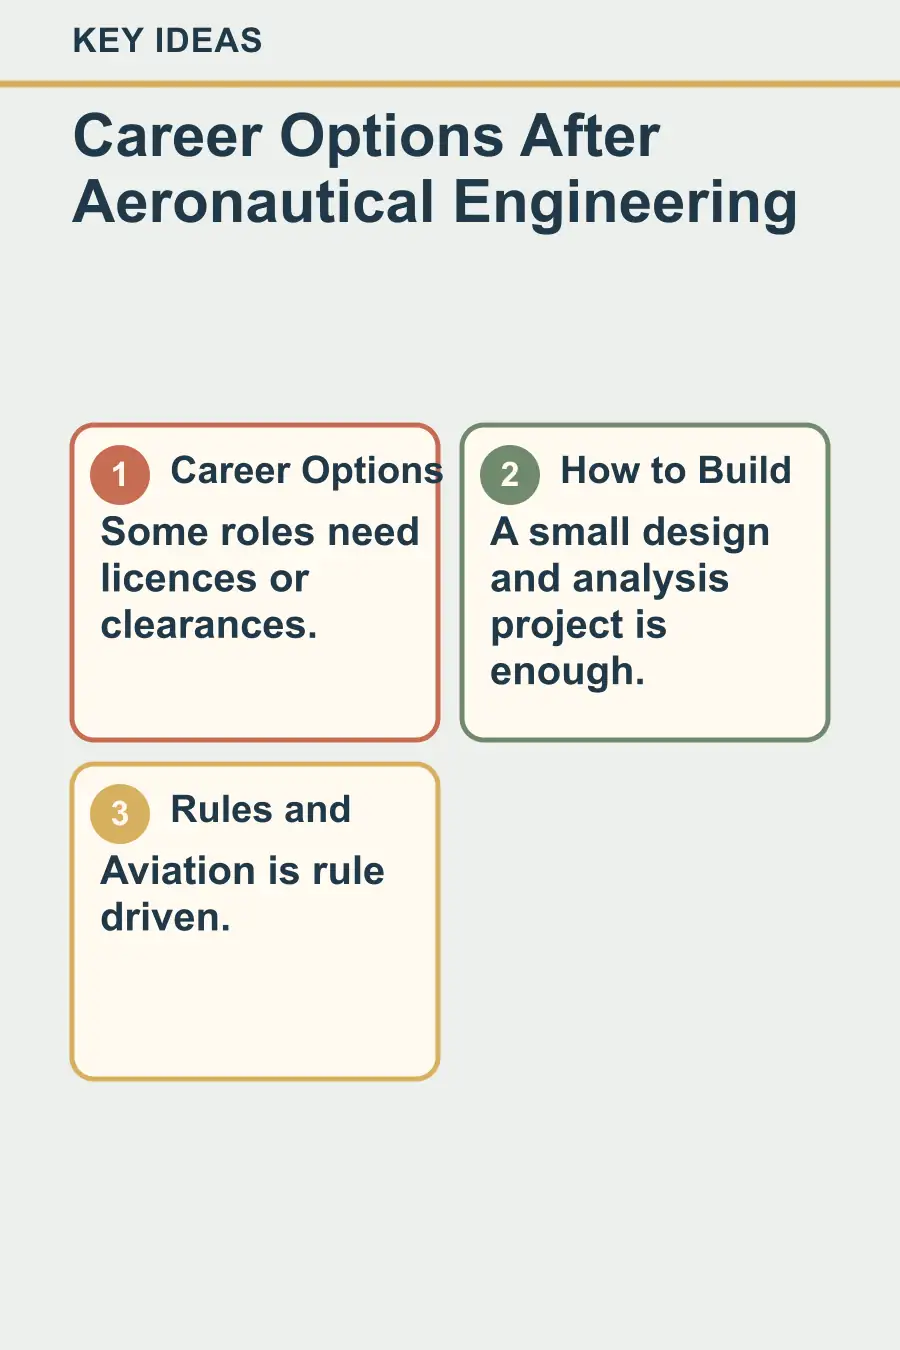 KEY IDEAS
Career Options After
Aeronautical Engineering
1 Career Options
Some roles need
licences or
clearances.
2 How to Build
A small design
and analysis
project is
enough.
3 Rules and
Aviation is rule
driven.